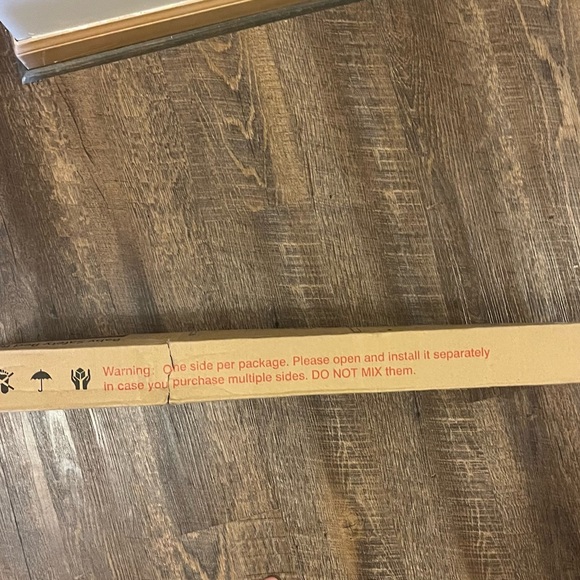 Warning: One side per package. Please open and install it separately
in case you purchase multiple sides. DO NOT MIX them.